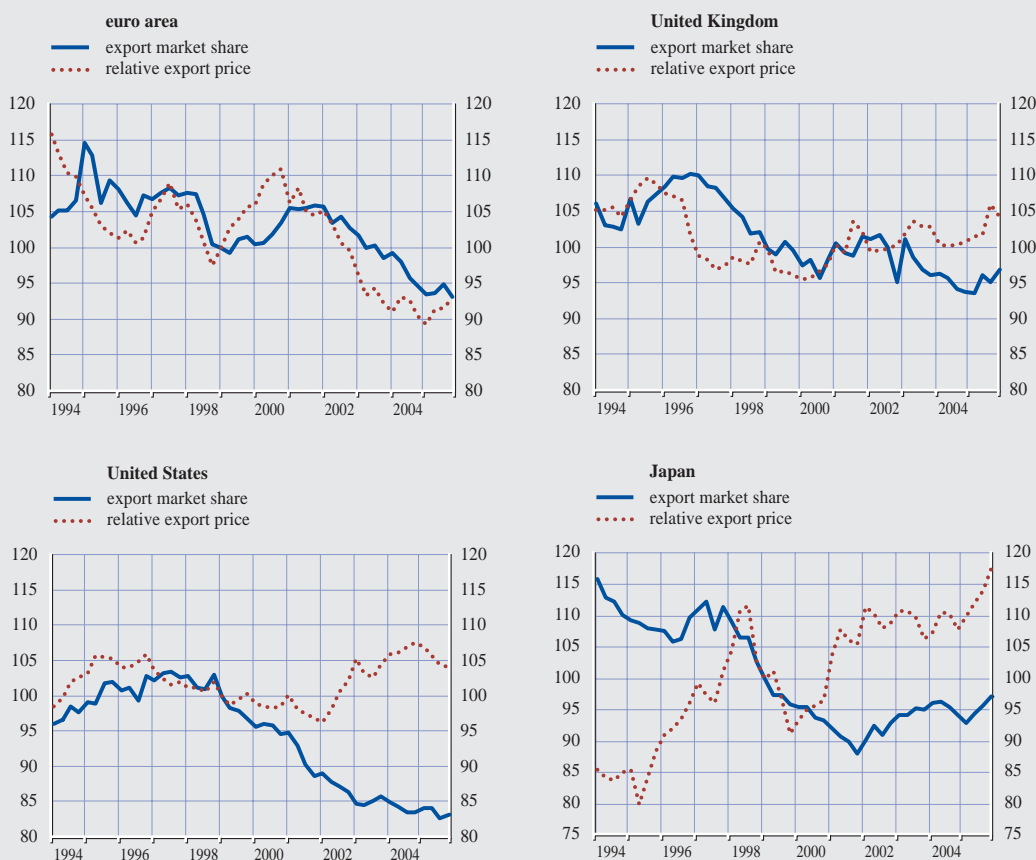 euro area
export market share
relative export price
120 120
115 115
110 110
105 105
100 100
95 95
90 90
85 85
80 80
1994 1996 1998 2000 2002 2004
United Kingdom
export market share
relative export price
120 120
115 115
110 110
105 105
100 100
95 95
90 90
85 85
80 80
1994 1996 1998 2000 2002 2004
United States
export market share
relative export price
120 120
115 115
110 110
105 105
100 100
95 95
90 90
85 85
80 80
1994 1996 1998 2000 2002 2004
Japan
export market share
relative export price
120 120
115 115
110 110
105 105
100 100
95 95
90 90
85 85
80 80
75 75
1994 1996 1998 2000 2002 2004